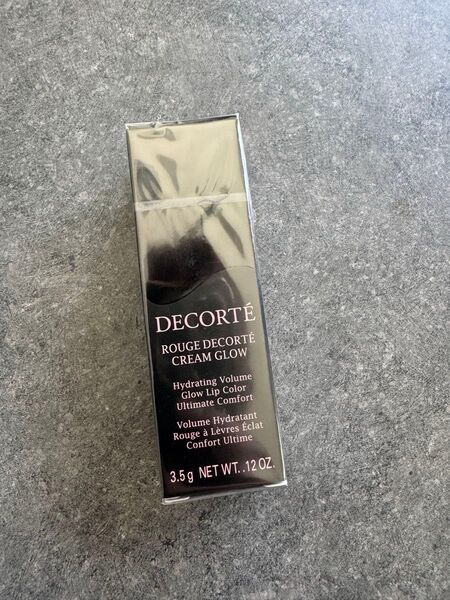 DECORTÉ
ROUGE DECORTÉ
CREAM GLOW
Hydrating Volume
Glow Lip Color
Ultimate Comfort
Volume Hydratant
Rouge à Lèvres Éclat
Confort Ultime
3.5g NET WT. .12 OZ.